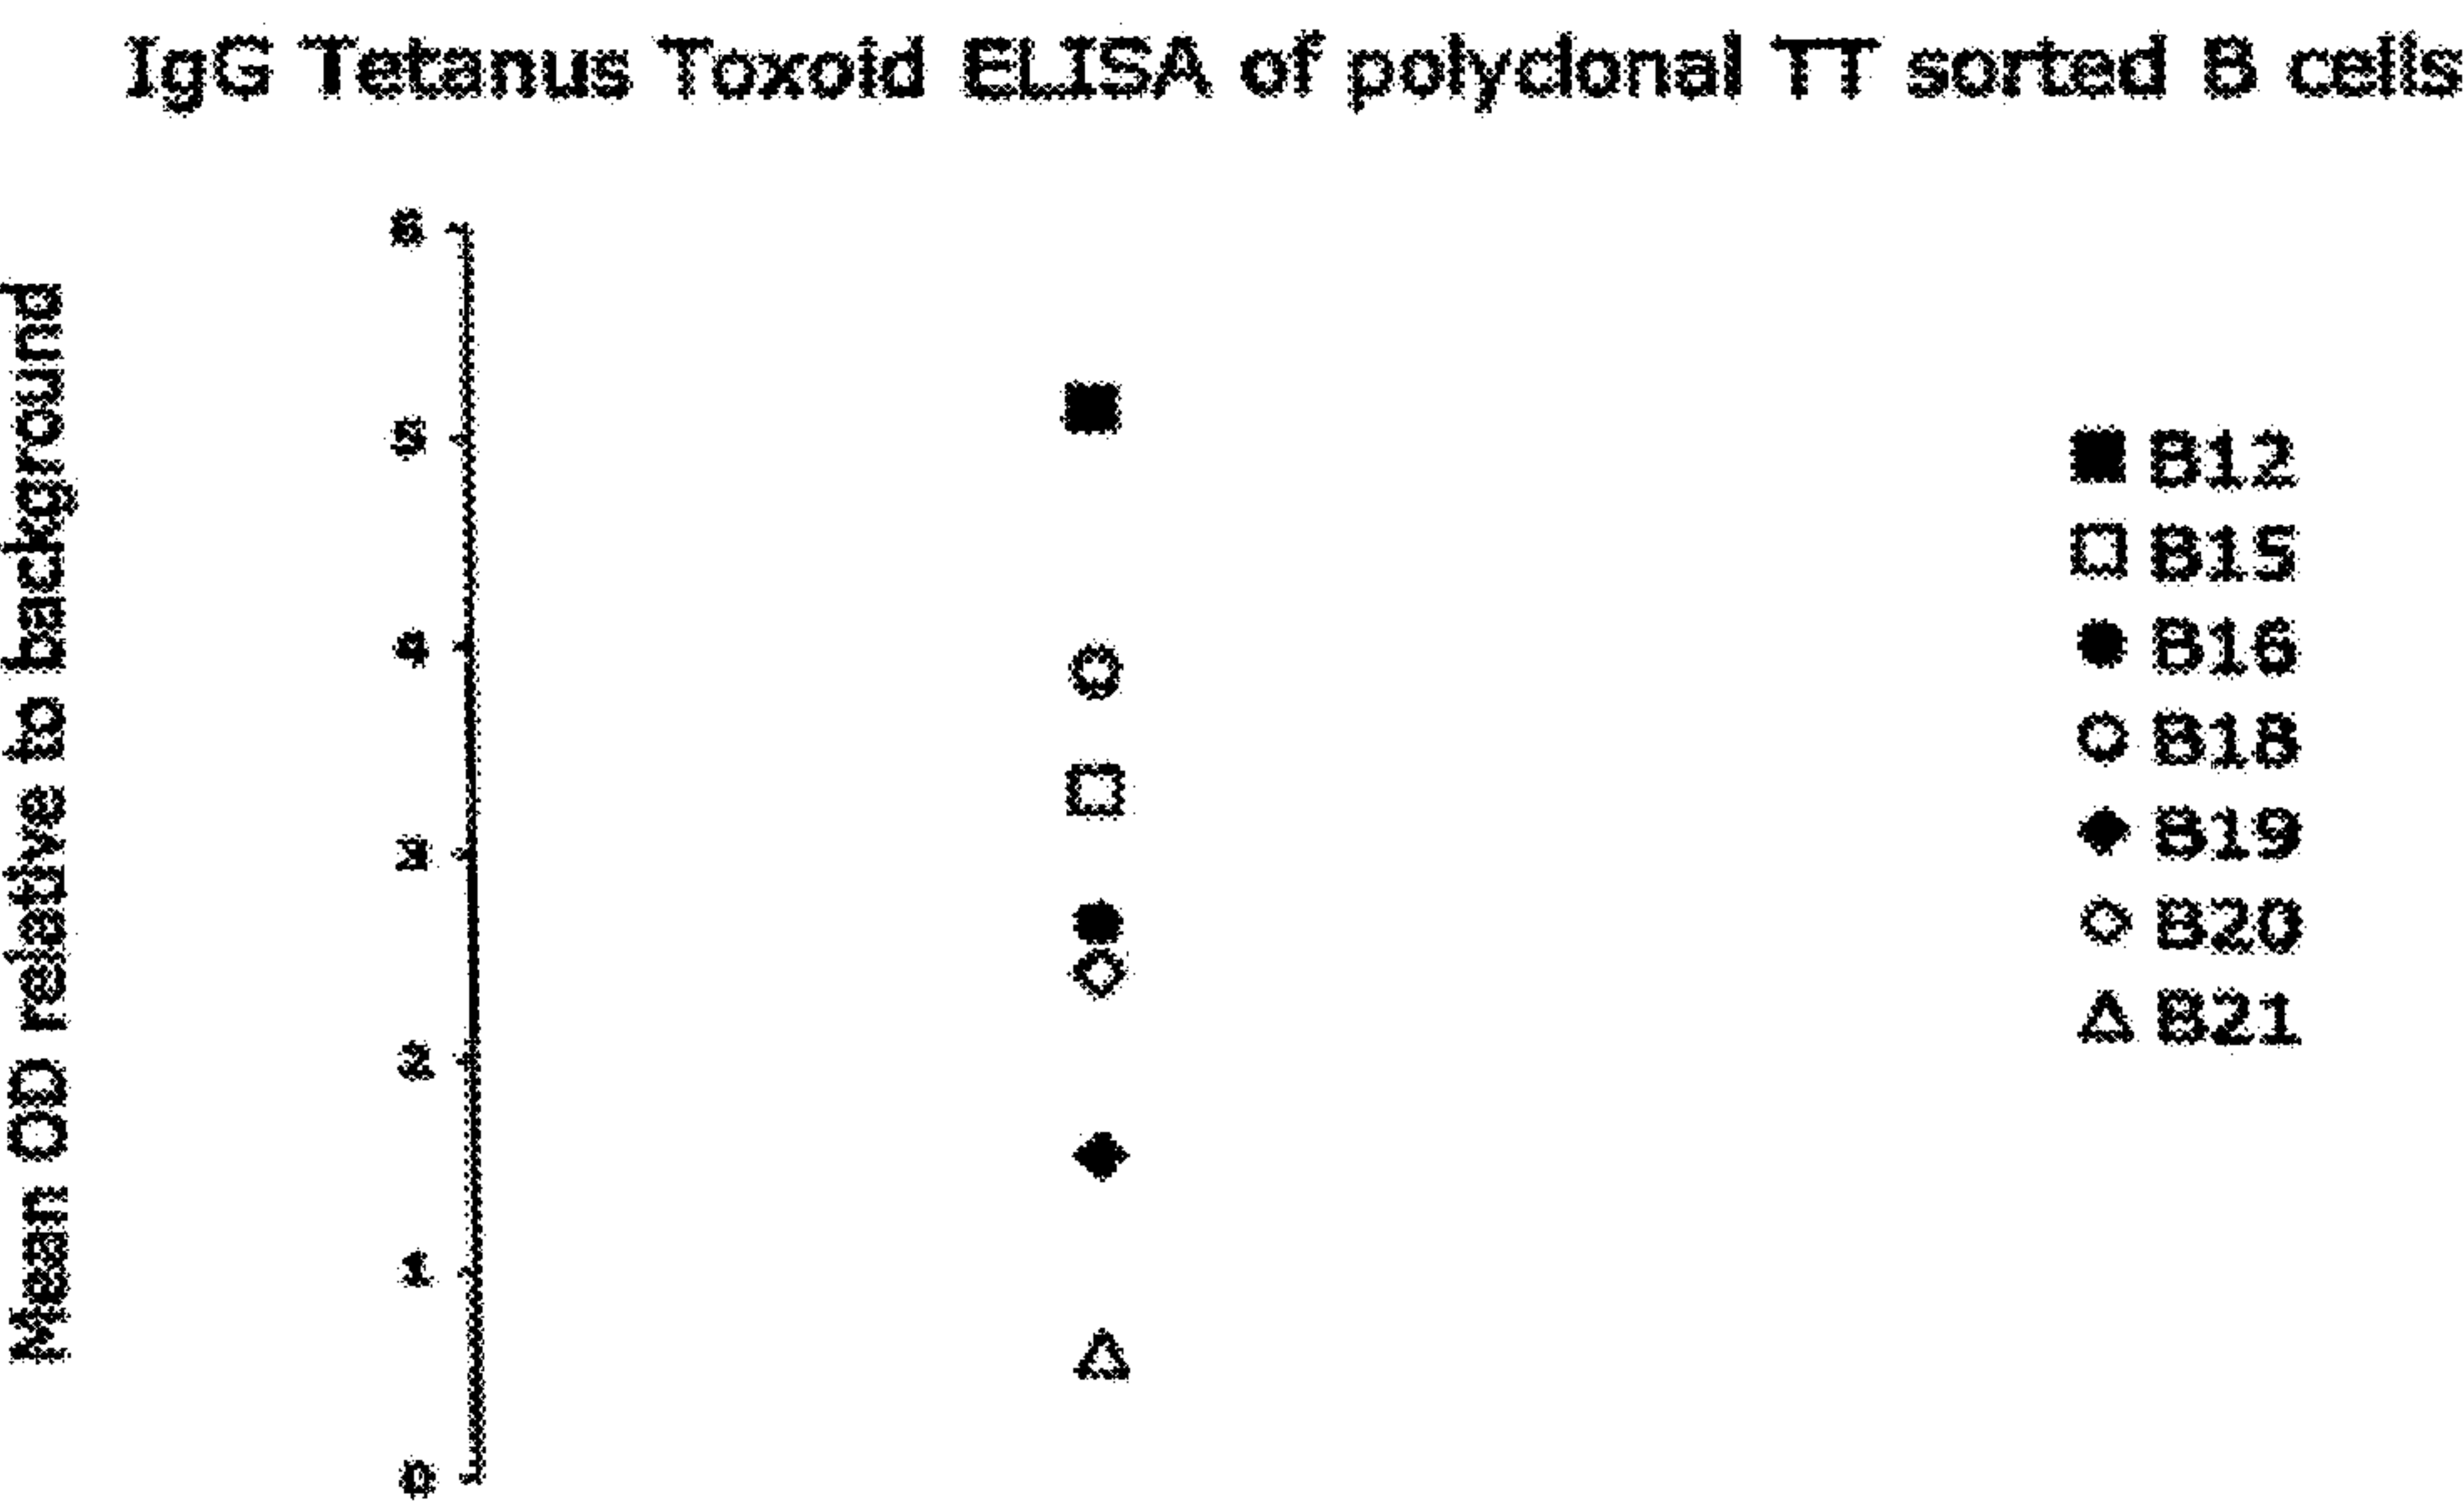 IgG Tetanus Toxoid ELISA of polyclonal TT sorted B cells
Mean OD relative to background
6
5
4
3
2
1
0
B12
B15
B16
B18
B19
B20
B21